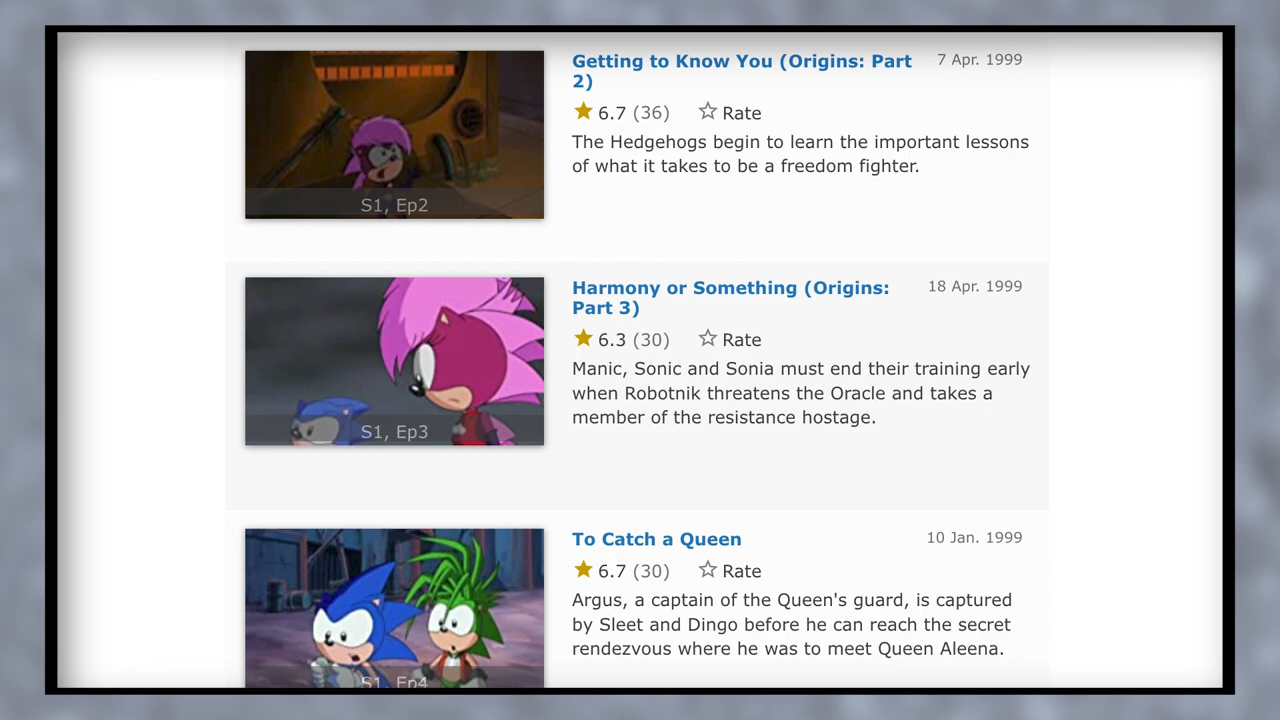 Getting to Know You (Origins: Part 2)
7 Apr. 1999
6.7 (36) Rate
The Hedgehogs begin to learn the important lessons
of what it takes to be a freedom fighter.
S1, Ep2
Harmony or Something (Origins: Part 3)
18 Apr. 1999
6.3 (30) Rate
Manic, Sonic and Sonia must end their training early
when Robotnik threatens the Oracle and takes a
member of the resistance hostage.
S1, Ep3
To Catch a Queen
10 Jan. 1999
6.7 (30) Rate
Argus, a captain of the Queen's guard, is captured
by Sleet and Dingo before he can reach the secret
rendezvous where he was to meet Queen Aleena.
S1, Ep4